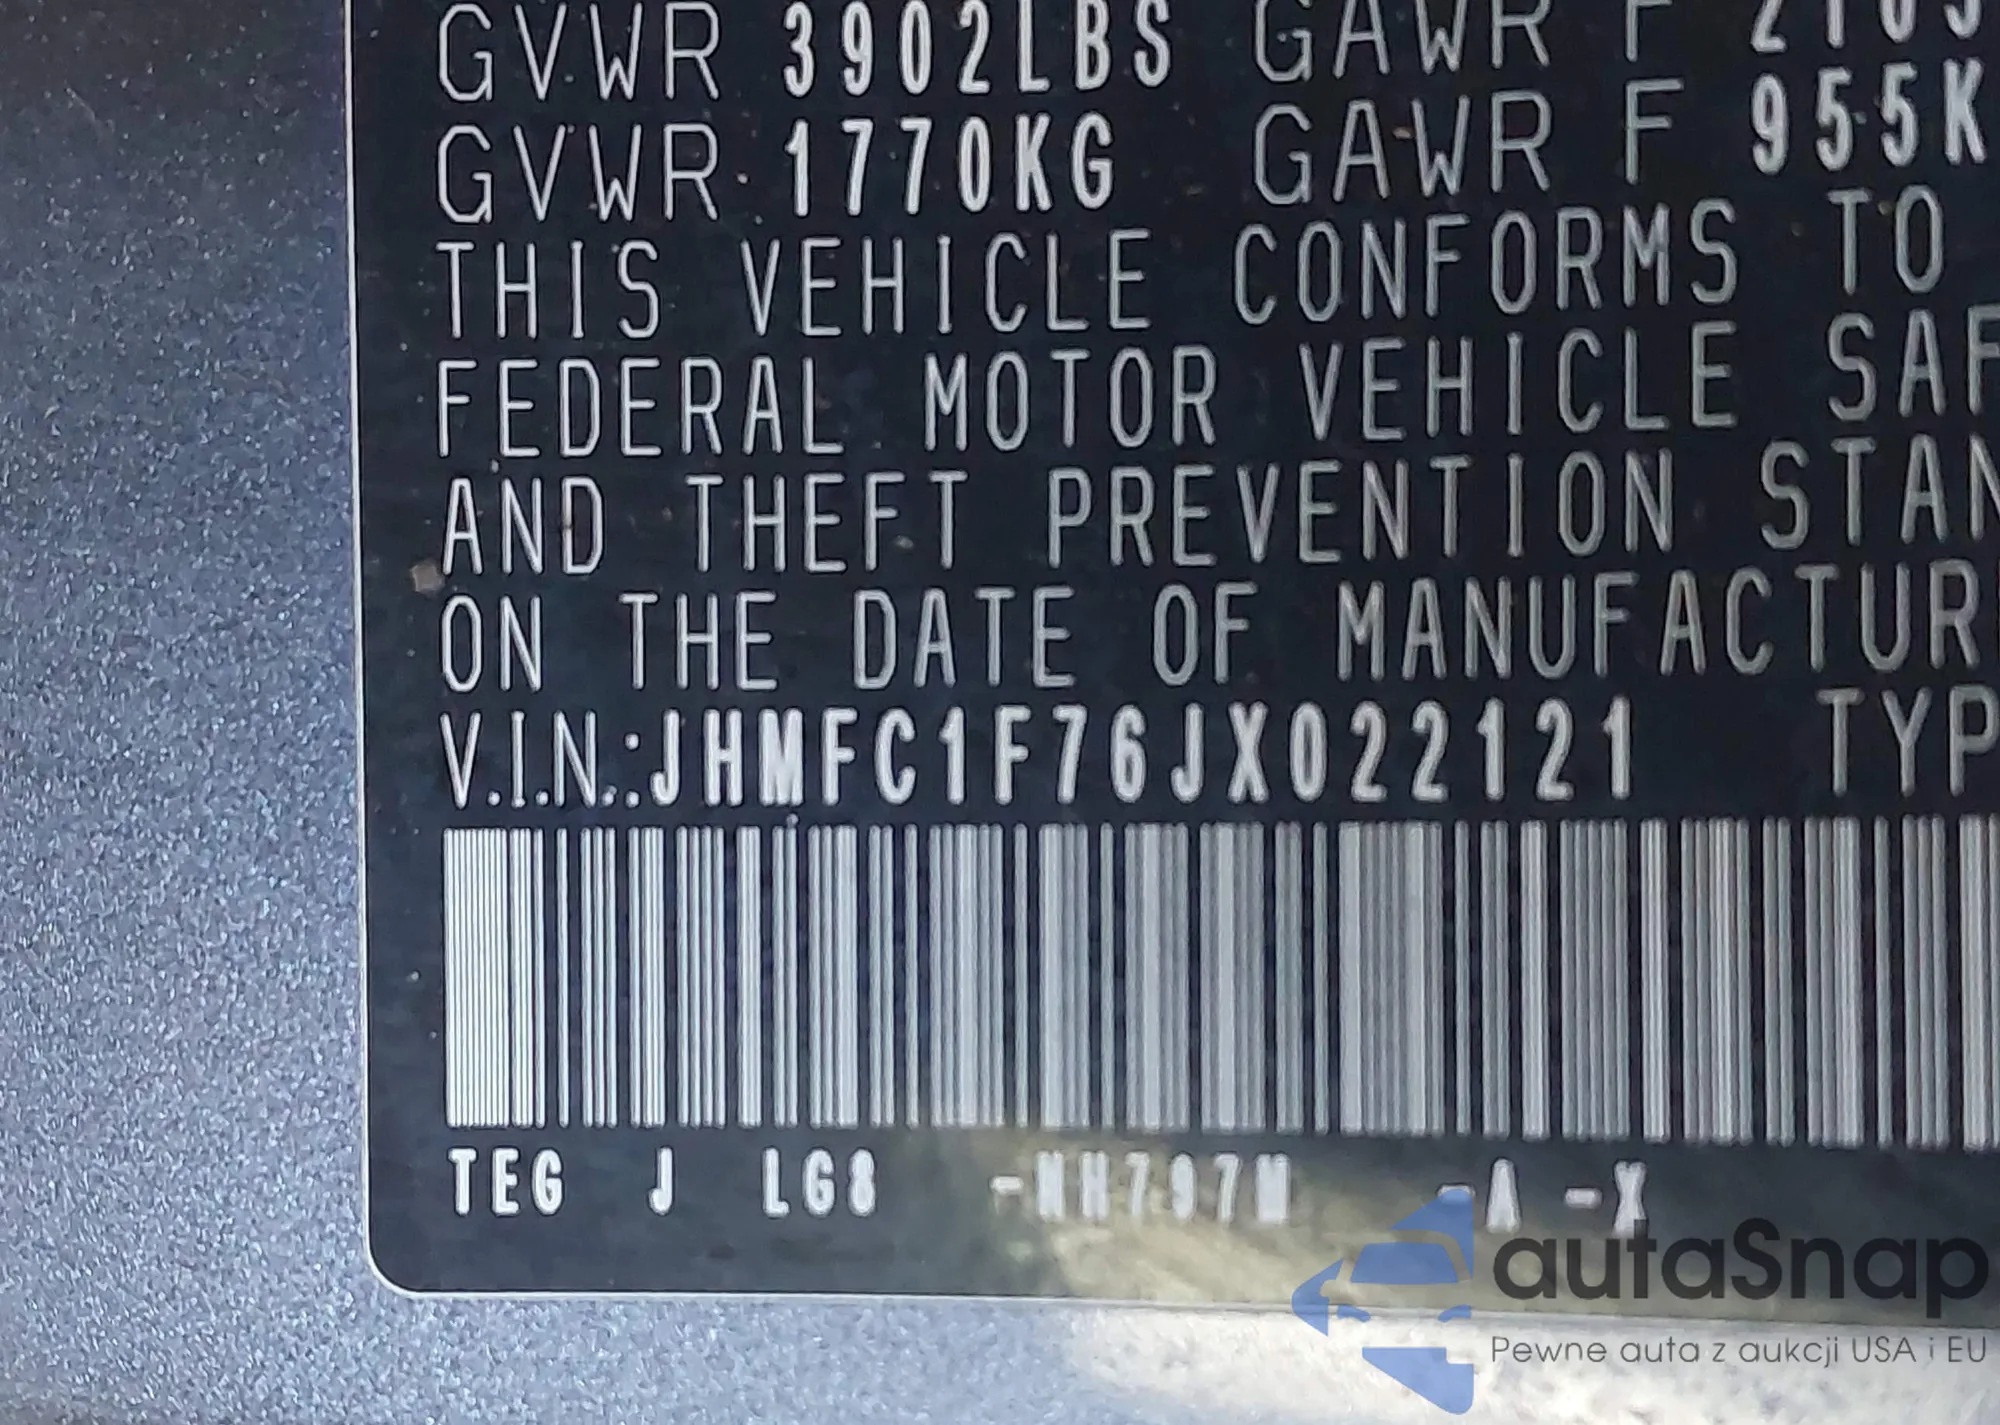 GVWR 3902LBS GAWR F 2105
GVWR 1770KG GAWR F 955K
THIS VEHICLE CONFORMS TO
FEDERAL MOTOR VEHICLE SAF
AND THEFT PREVENTION STAN
ON THE DATE OF MANUFACTUR
V.I.N.:JHMFC1F76JX022121 TYP
TEG J LG8 -NH797M -A -X
autaSnap
Pewne auta z aukcji USA i EU